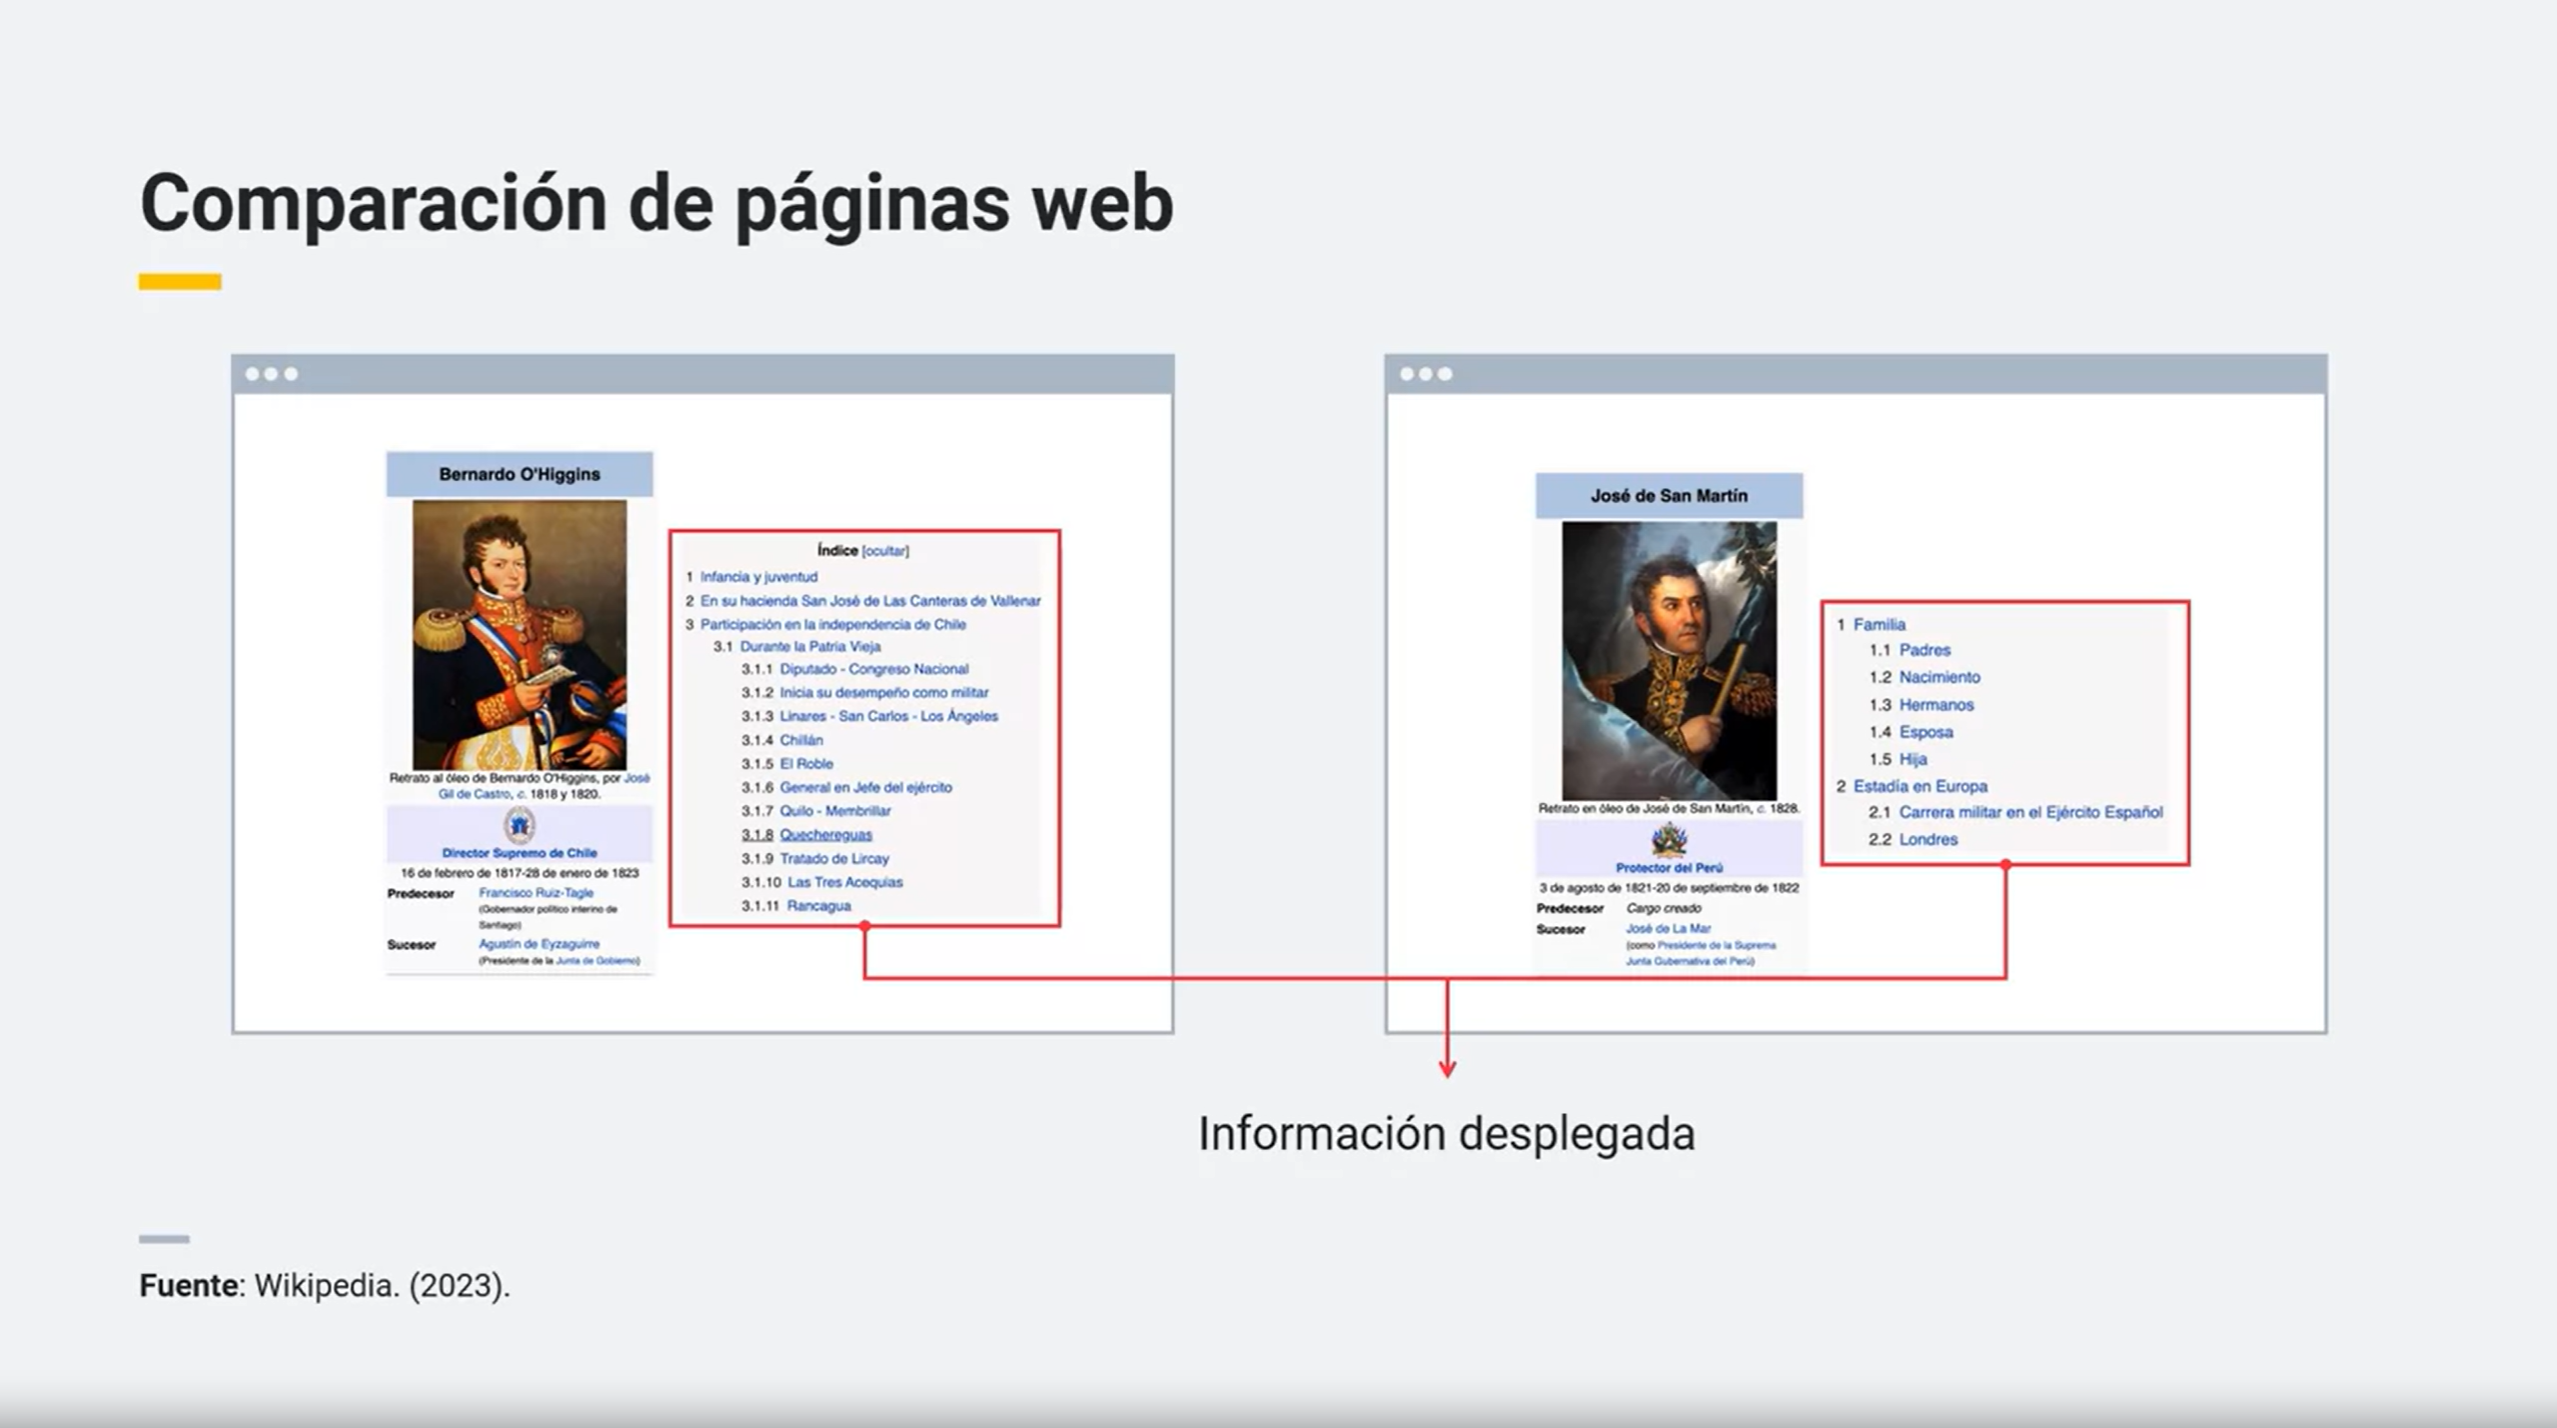 Comparación de páginas web
Bernardo O'Higgins
Retrato al óleo de Bernardo O'Higgins, por José
Gil de Castro, c. 1818 y 1820.
Director Supremo de Chile
16 de febrero de 1817-28 de enero de 1823
Predecesor Francisco Ruiz-Tagle
(Gobernador político interino de
Santiago)
Sucesor Agustín de Eyzaguirre
(Presidente de la Junta de Gobierno)
Índice [ocultar]
1 Infancia y juventud
2 En su hacienda San José de Las Canteras de Vallenar
3 Participación en la independencia de Chile
3.1 Durante la Patria Vieja
3.1.1 Diputado - Congreso Nacional
3.1.2 Inicia su desempeño como militar
3.1.3 Linares - San Carlos - Los Ángeles
3.1.4 Chillán
3.1.5 El Roble
3.1.6 General en Jefe del ejército
3.1.7 Quilo - Membrillar
3.1.8 Quechereguas
3.1.9 Tratado de Lircay
3.1.10 Las Tres Acequias
3.1.11 Rancagua
José de San Martín
Retrato en óleo de José de San Martín, c. 1828.
Protector del Perú
3 de agosto de 1821-20 de septiembre de 1822
Predecesor Cargo creado
Sucesor José de La Mar
(como Presidente de la Suprema
Junta Gubernativa del Perú)
1 Familia
1.1 Padres
1.2 Nacimiento
1.3 Hermanos
1.4 Esposa
1.5 Hija
2 Estadía en Europa
2.1 Carrera militar en el Ejército Español
2.2 Londres
Información desplegada
Fuente: Wikipedia. (2023).